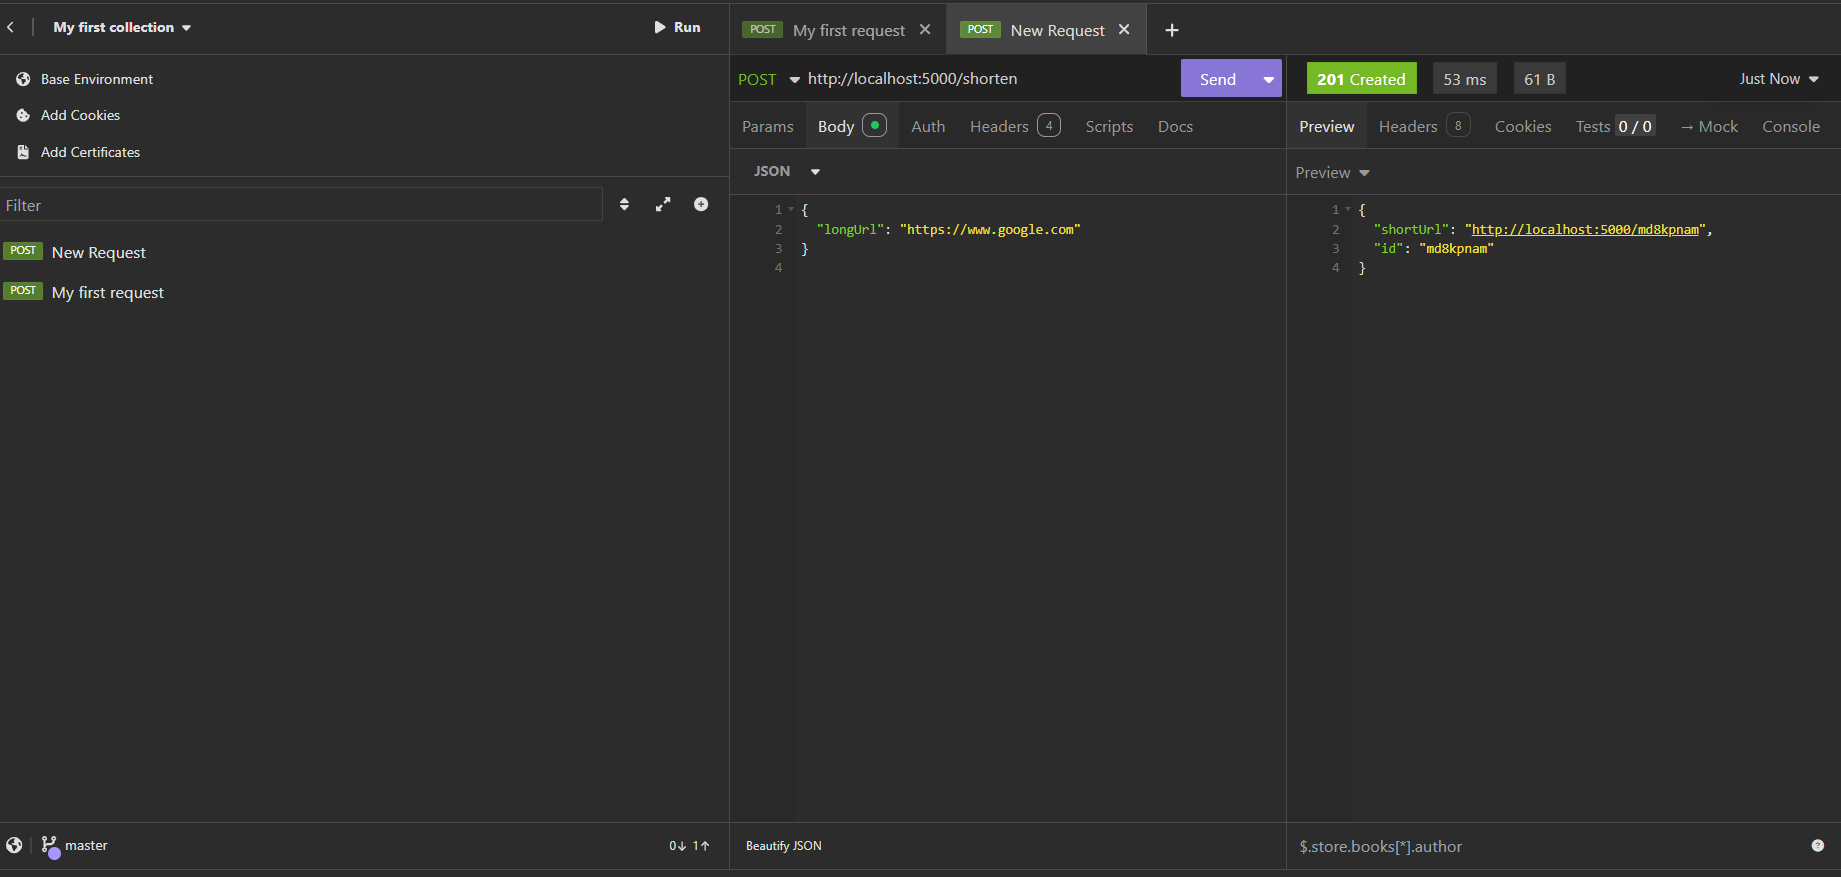 My first collection
Run
Base Environment
Add Cookies
Add Certificates
Filter
POST New Request
POST My first request
master
0↓ 1↑
POST My first request
POST New Request
POST http://localhost:5000/shorten
Send
Params Body Auth Headers 4 Scripts Docs
JSON
1 {
2 "longUrl": "https://www.google.com"
3 }
4
Beautify JSON
201 Created 53 ms 61 B
Just Now
Preview Headers 8 Cookies Tests 0 / 0 → Mock Console
Preview
1 {
2 "shortUrl": "http://localhost:5000/md8kpnam",
3 "id": "md8kpnam"
4 }
$.store.books[*].author